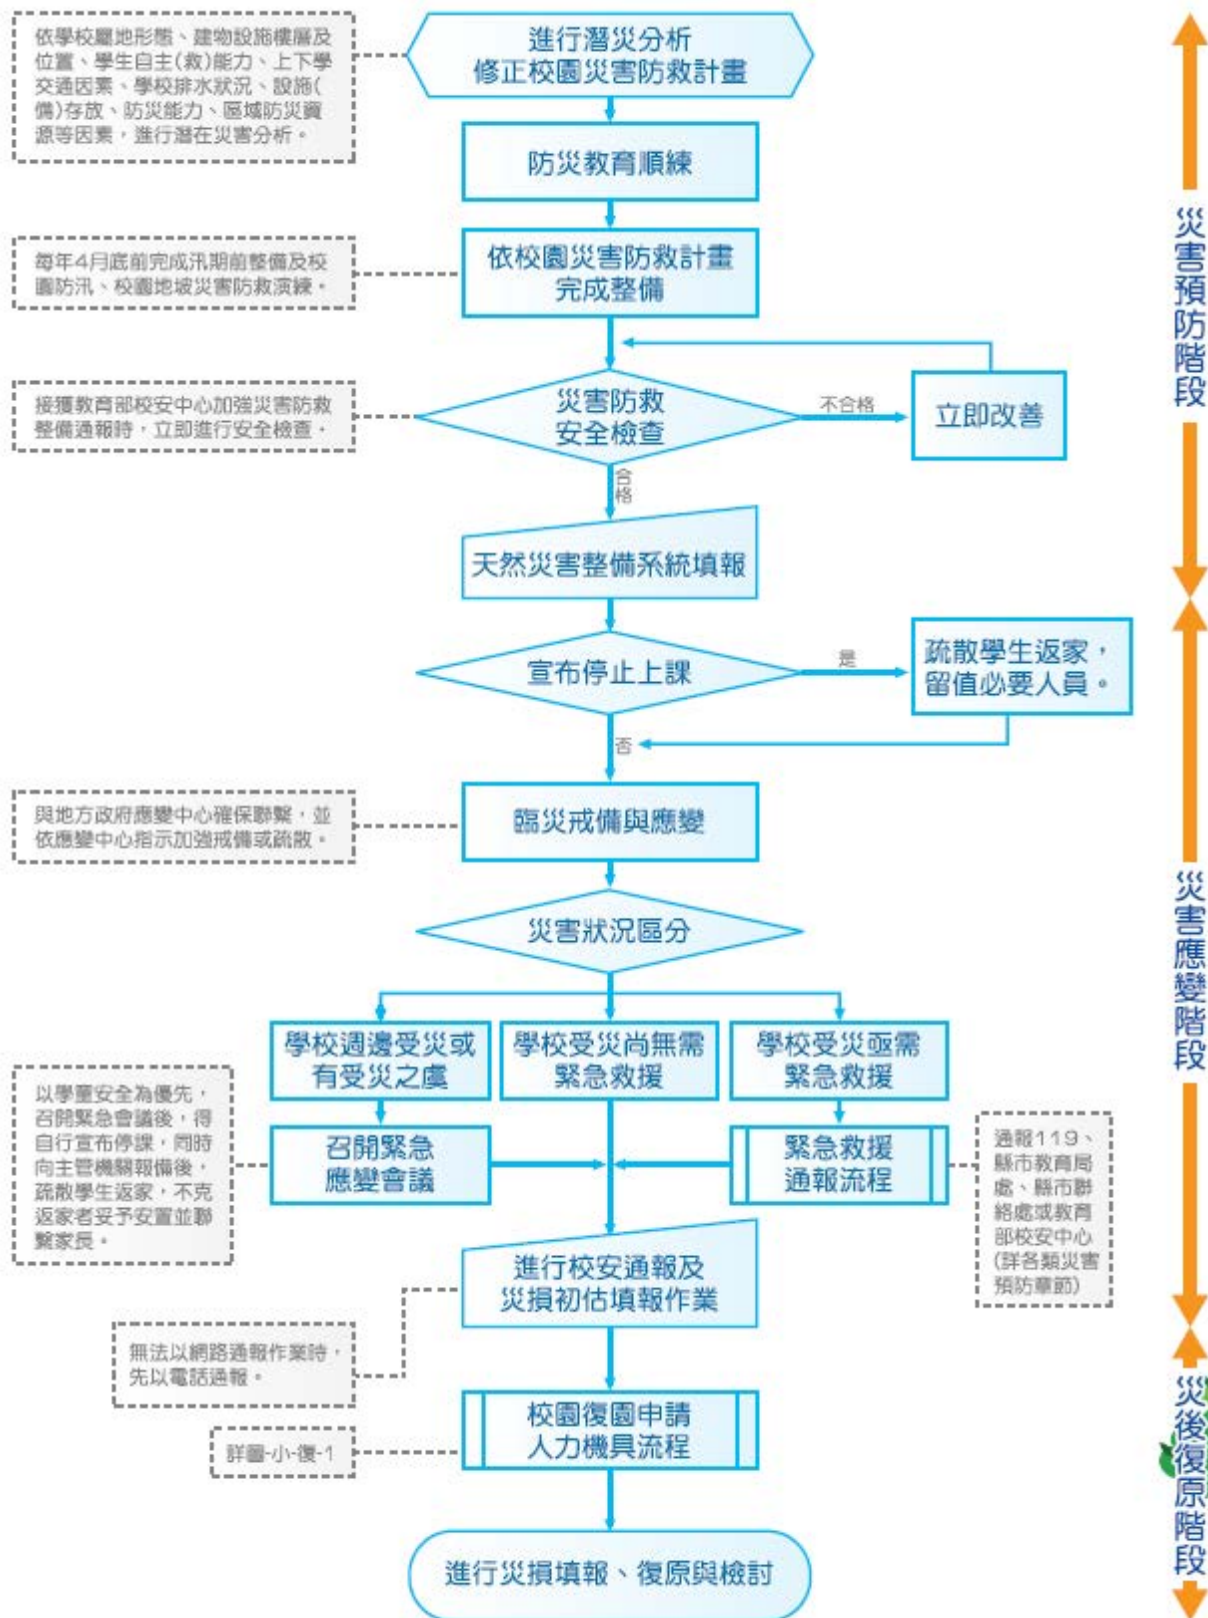 依學校屬地形態、建物設施樓層及
位置、學生自主(救)能力、上下學
交通因素、學校排水狀況、設施(
備)存放、防災能力、區域防災資
源等因素，進行潛在災害分析。
進行潛災分析
修正校園災害防救計畫
防災教育順練
每年4月底前完成汛期前整備及校
園防汛、校園地坡災害防救演練。
依校園災害防救計畫
完成整備
接獲教育部校安中心加強災害防救
整備通報時，立即進行安全檢查。
災害防救
安全檢查
不合格
立即改善
合格
天然災害整備系統填報
災害預防階段
宣布停止上課
是
疏散學生返家，
留值必要人員。
否
與地方政府應變中心確保聯繫，並
依應變中心指示加強戒備或疏散。
臨災戒備與應變
災害狀況區分
學校週邊受災或
有受災之虞
學校受災尚無需
緊急救援
學校受災亟需
緊急救援
以學童安全為優先，
召開緊急會議後，得
自行宣布停課，同時
向主管機關報備後，
疏散學生返家，不克
返家者妥予安置並聯
繫家長。
召開緊急
應變會議
緊急救援
通報流程
通報119、
縣市教育局
處、縣市聯
絡處或教育
部校安中心
(詳各類災害
預防章節)
災害應變階段
進行校安通報及
災損初估填報作業
無法以網路通報作業時，
先以電話通報。
校園復園申請
人力機具流程
詳圖-小-復-1
進行災損填報、復原與檢討
災後復原階段